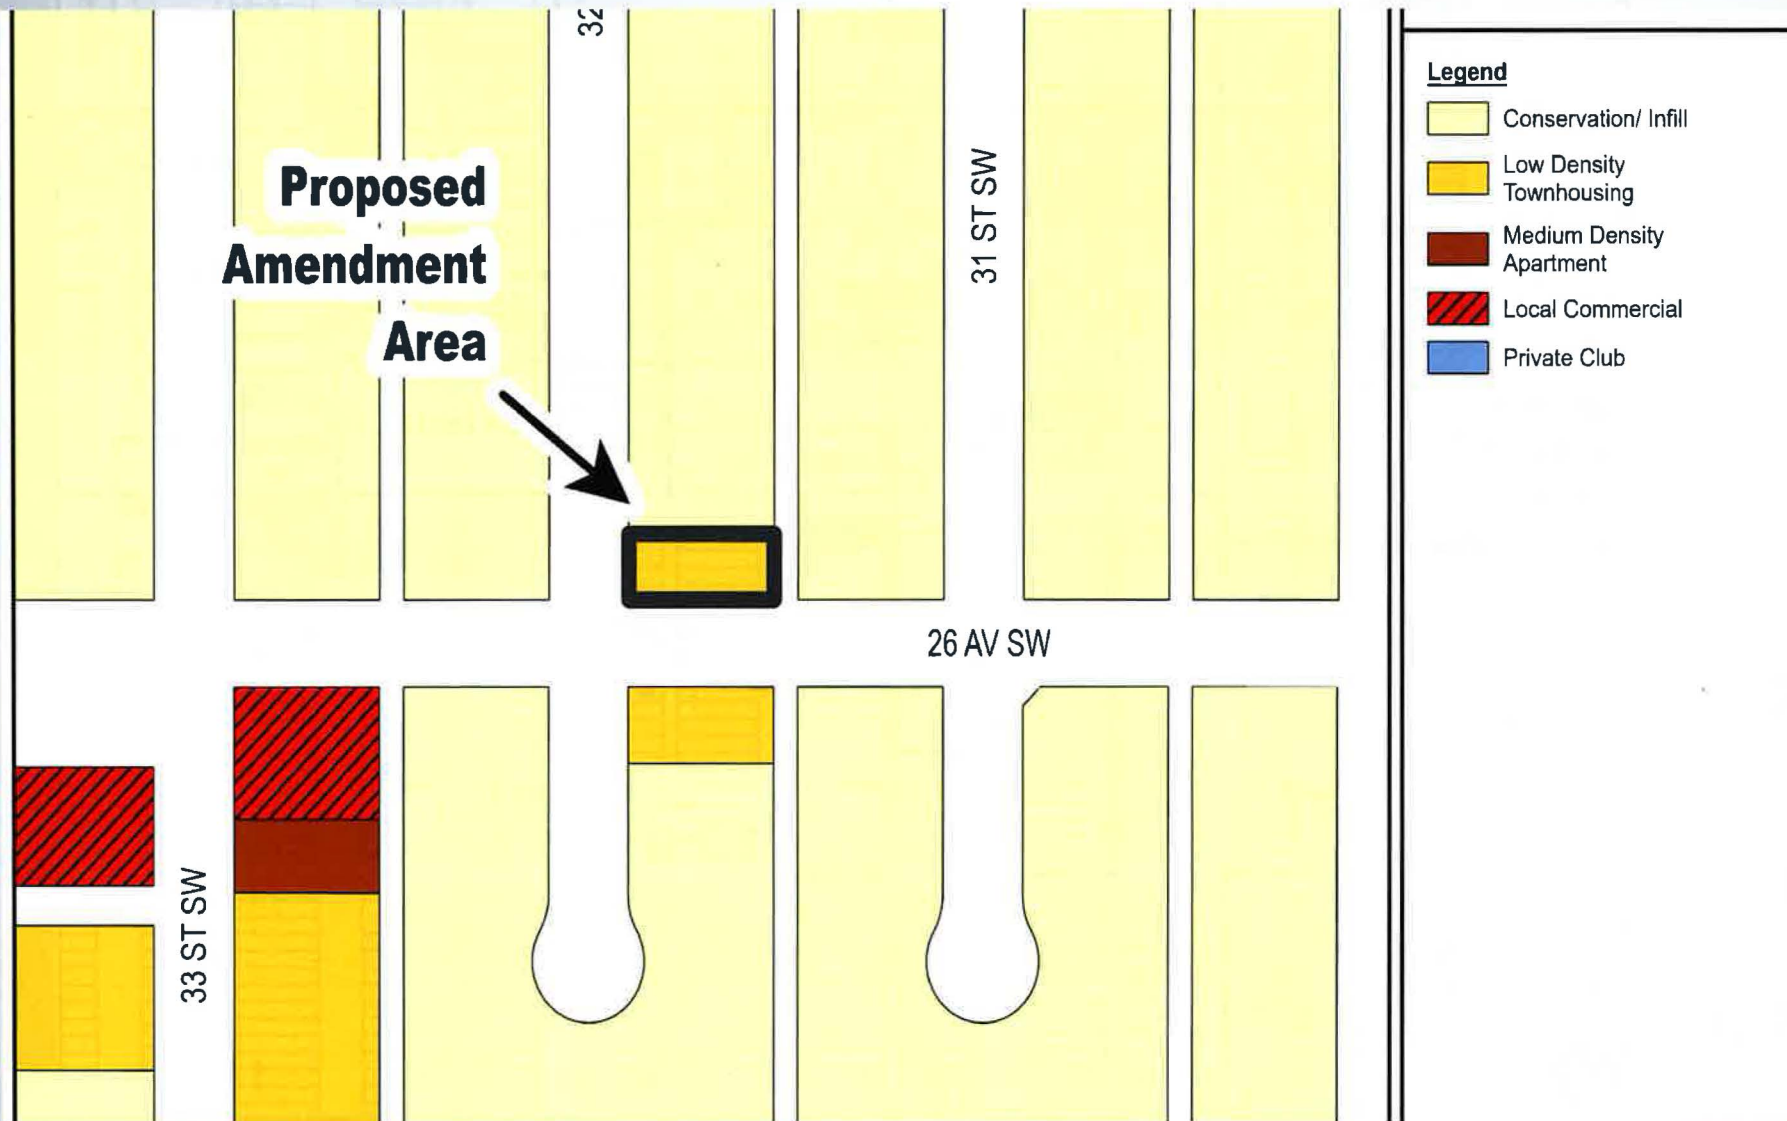 32
Proposed
Amendment
Area
31 ST SW
26 AV SW
33 ST SW
Legend
Conservation/ Infill
Low Density
Townhousing
Medium Density
Apartment
Local Commercial
Private Club